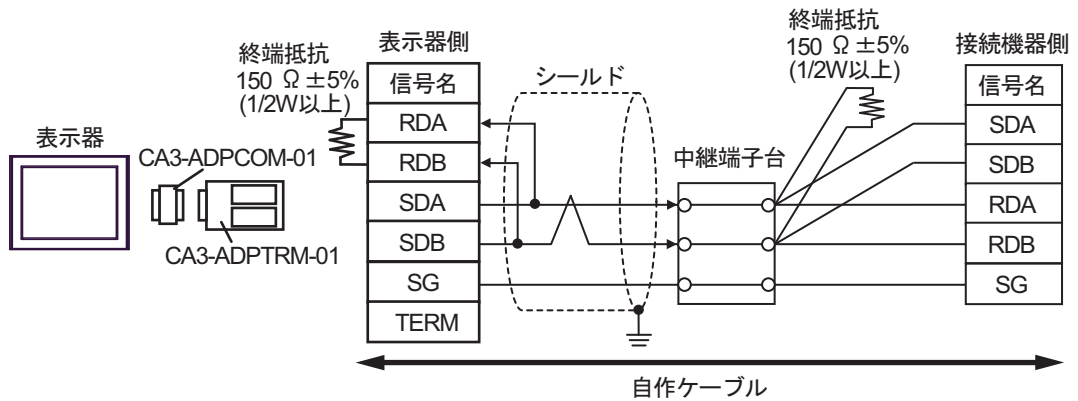 表示器
CA3-ADPCOM-01
CA3-ADPTRM-01
終端抵抗
150 Ω ±5%
(1/2W以上)
表示器側
信号名
RDA
RDB
SDA
SDB
SG
TERM
シールド
中継端子台
終端抵抗
150 Ω ±5%
(1/2W以上)
接続機器側
信号名
SDA
SDB
RDA
RDB
SG
自作ケーブル